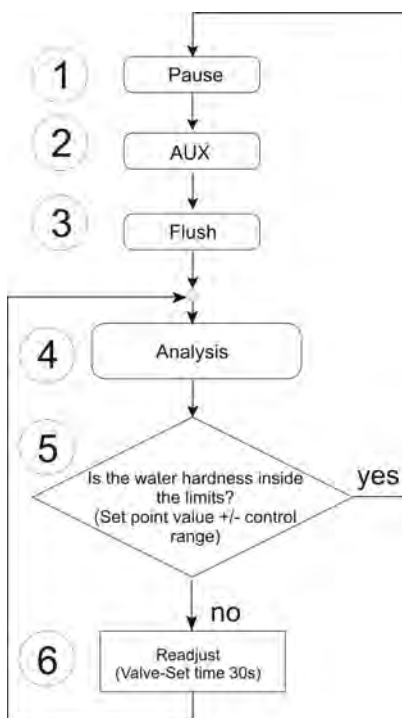 1
Pause
2
AUX
3
Flush
4
Analysis
5
Is the water hardness inside
the limits?
(Set point value +/- control
range)
yes
no
6
Readjust
(Valve-Set time 30s)